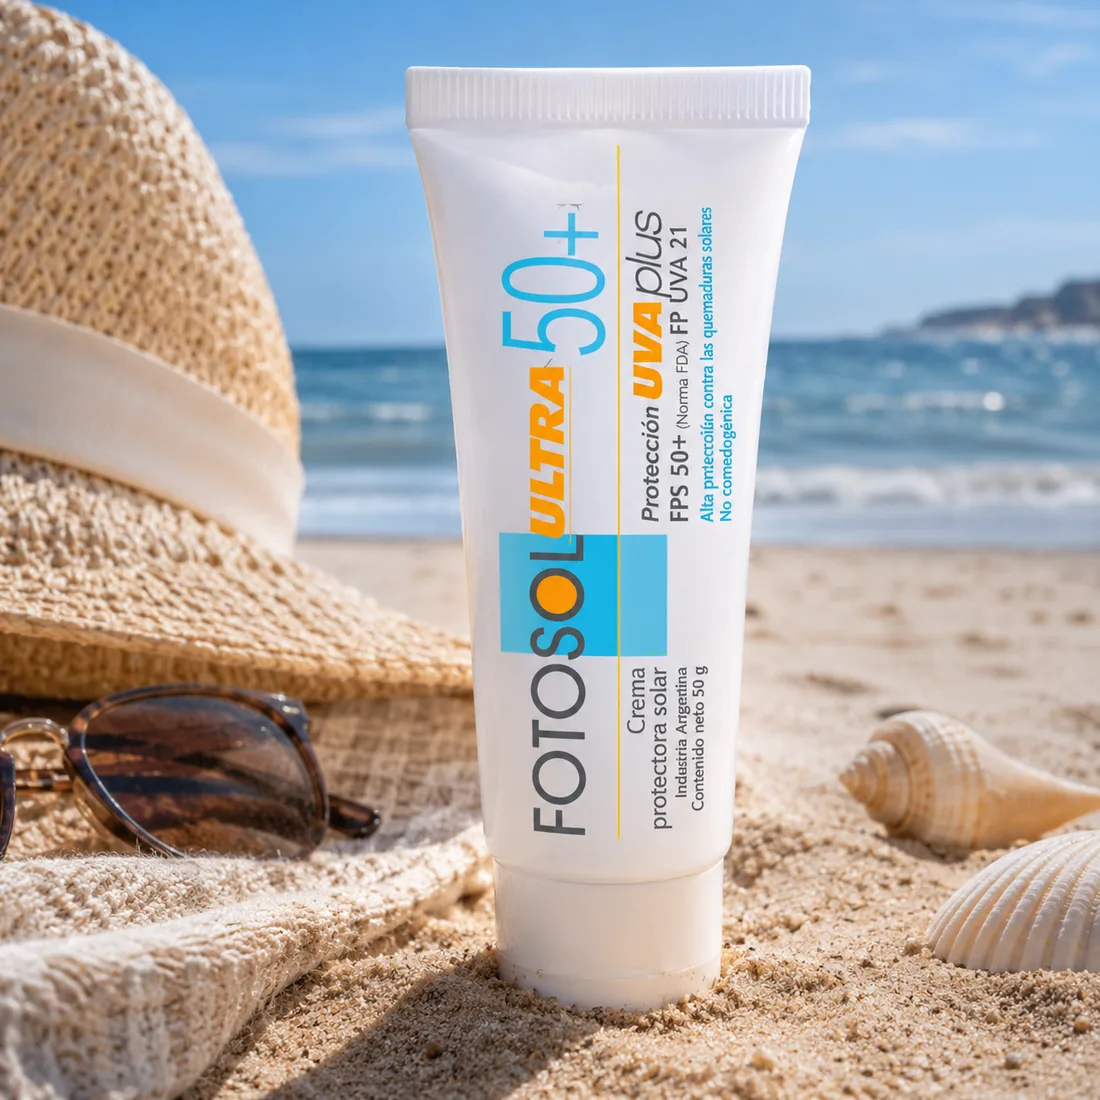 FOTOSOL ULTRA 50+
Protección UVA plus
FPS 50+ (Norma FDA) FP UVA 21
Alta pntecciíln contra las quemaduras solares
No comedogénica
Crema
protectora solar
Industria Argentina
Contenido neto 50 g